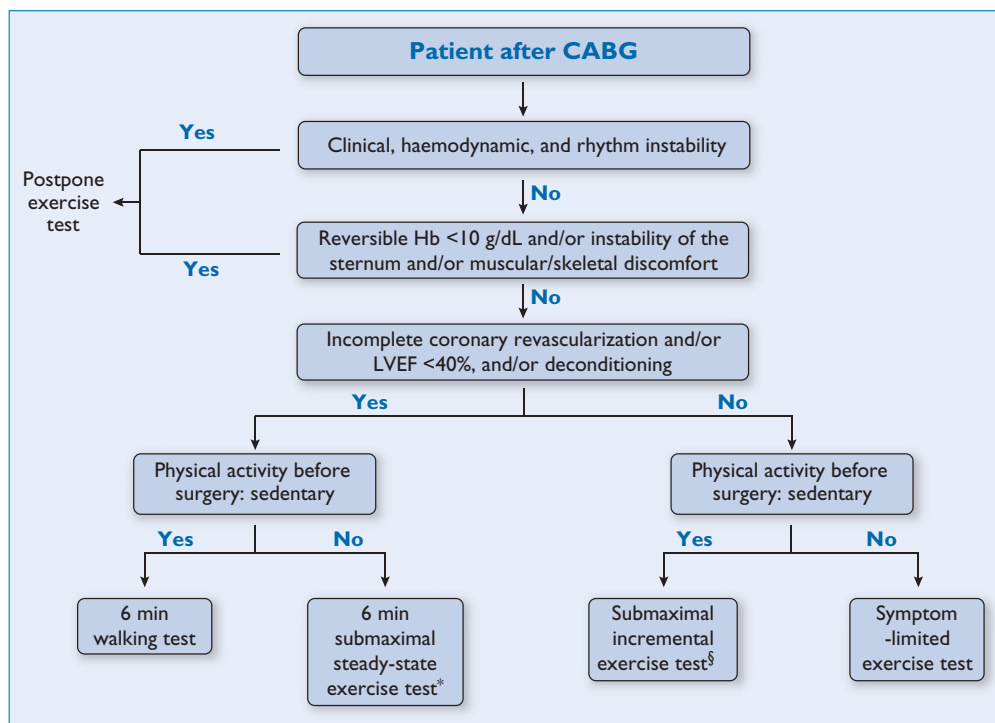 Patient after CABG
Yes
Clinical, haemodynamic, and rhythm instability
Postpone
exercise
test
No
Reversible Hb <10 g/dL and/or instability of the
sternum and/or muscular/skeletal discomfort
Yes
No
Incomplete coronary revascularization and/or
LVEF <40%, and/or deconditioning
Yes
No
Physical activity before
surgery: sedentary
Physical activity before
surgery: sedentary
Yes
No
Yes
No
6 min
walking test
6 min
submaximal
steady-state
exercise test*
Submaximal
incremental
exercise test§
Symptom
-limited
exercise test